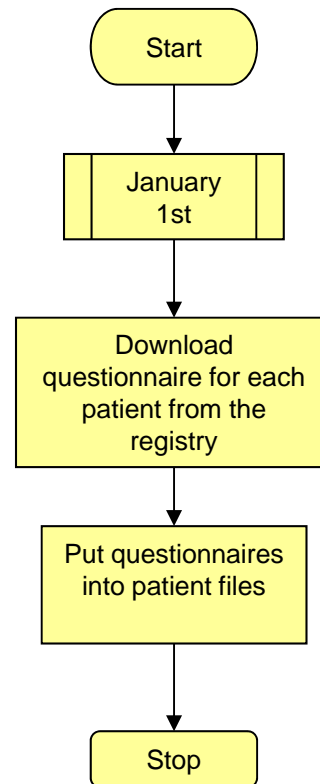 Start
January
1st
Download
questionnaire for each
patient from the
registry
Put questionnaires
into patient files
Stop